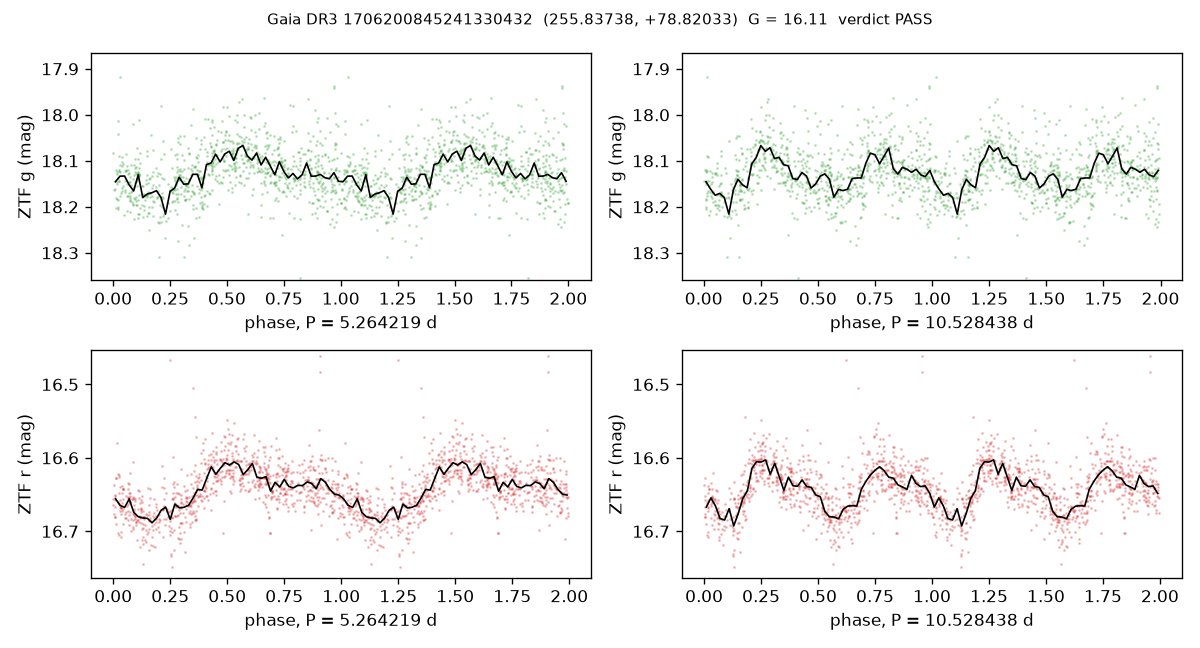 Gaia DR3 1706200845241330432  (255.83738, +78.82033)  G = 16.11  verdict PASS
ZTF g (mag)
17.9
18.0
18.1
18.2
18.3
0.00 0.25 0.50 0.75 1.00 1.25 1.50 1.75 2.00
phase, P = 5.264219 d
ZTF g (mag)
17.9
18.0
18.1
18.2
18.3
0.00 0.25 0.50 0.75 1.00 1.25 1.50 1.75 2.00
phase, P = 10.528438 d
ZTF r (mag)
16.5
16.6
16.7
0.00 0.25 0.50 0.75 1.00 1.25 1.50 1.75 2.00
phase, P = 5.264219 d
ZTF r (mag)
16.5
16.6
16.7
0.00 0.25 0.50 0.75 1.00 1.25 1.50 1.75 2.00
phase, P = 10.528438 d